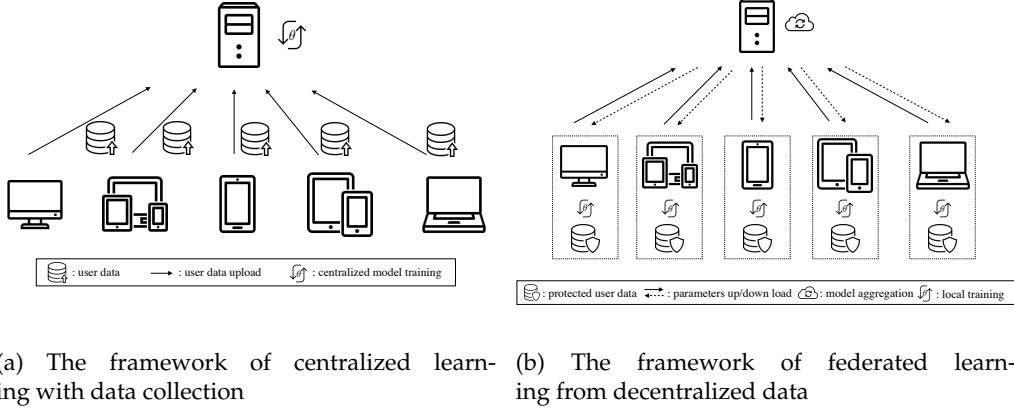 θ
θ θ θ θ θ
: user data : user data upload θ : centralized model training
: protected user data : parameters up/down load : model aggregation θ : local training
(a) The framework of centralized learn-
ing with data collection
(b) The framework of federated learn-
ing from decentralized data